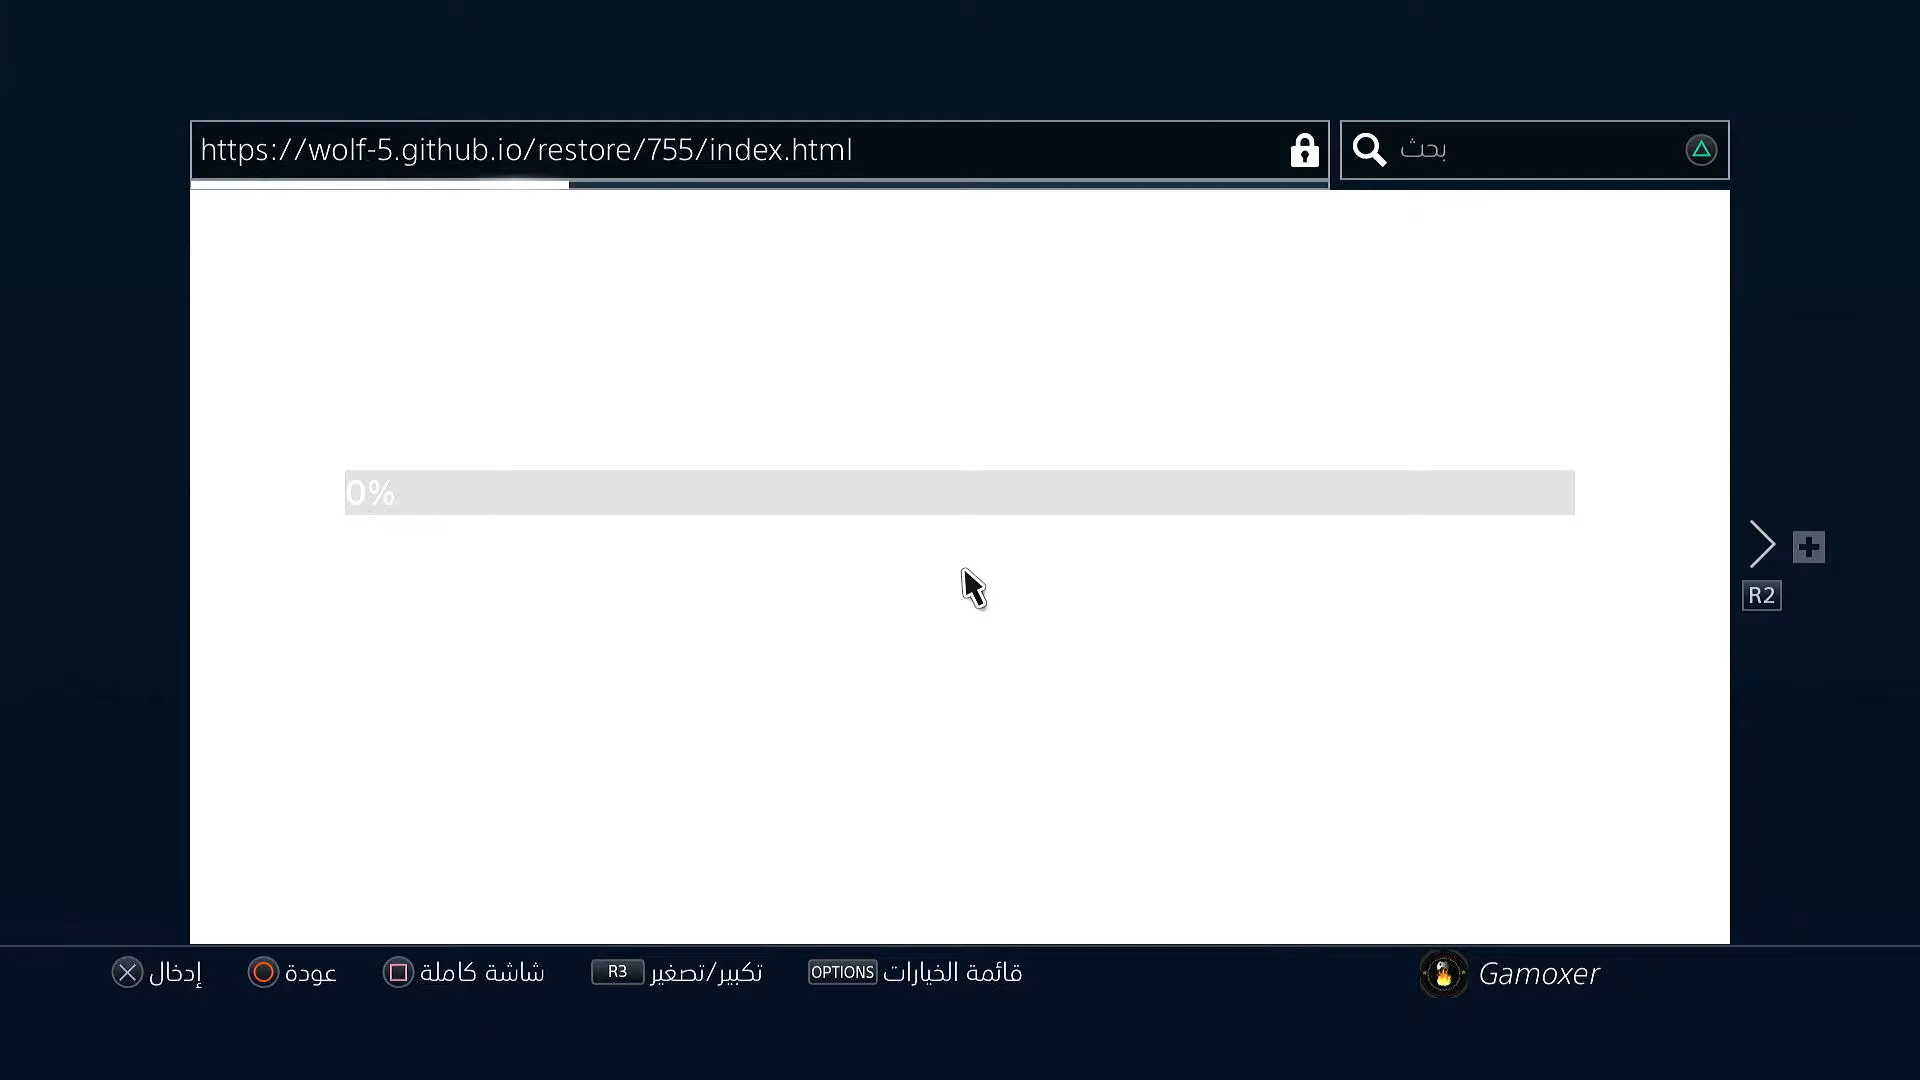 https://wolf-5.github.io/restore/755/index.html
بحث
0%
R2
إدخال
عودة
شاشة كاملة
R3 تكبير/تصغير
OPTIONS قائمة الخيارات
Gamoxer